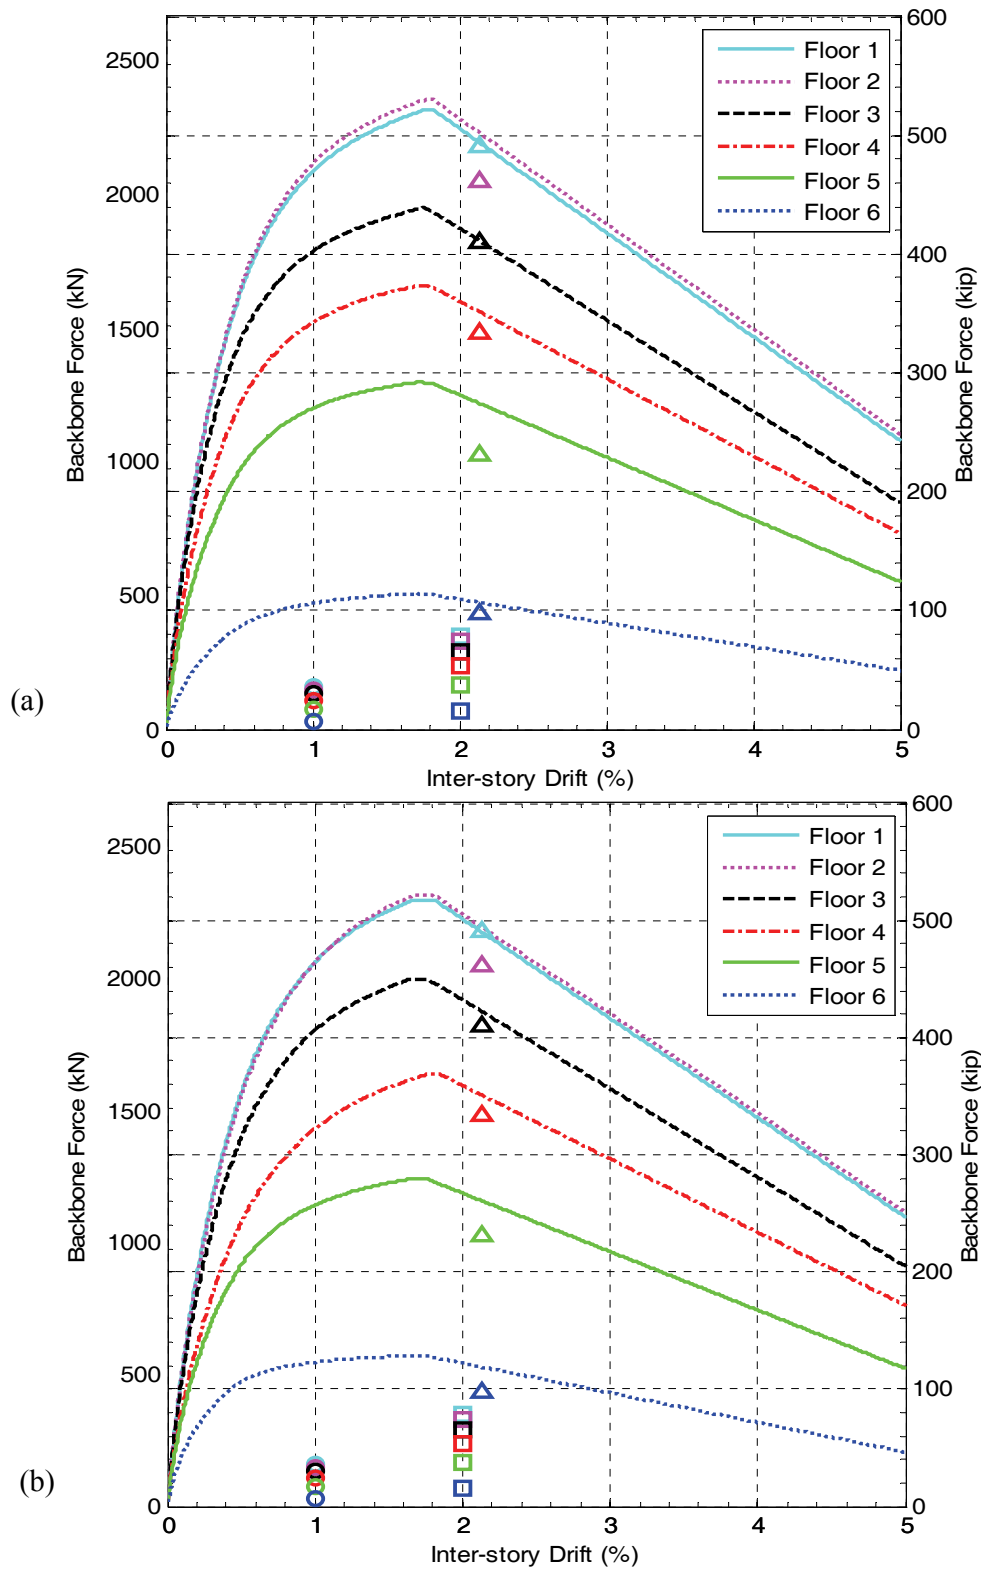 600
2500
Floor 1
Floor 2
500
Floor 3
2000
Floor 4
Floor 5
400
Floor 6
Backbone Force (kN)
1500
Backbone Force (kip)
300
1000
200
500
100
(a)
0
0
0 1 2 3 4 5
Inter-story Drift (%)
600
2500
Floor 1
Floor 2
500
Floor 3
2000
Floor 4
Floor 5
400
Floor 6
Backbone Force (kN)
1500
Backbone Force (kip)
300
1000
200
500
100
(b)
0
0
0 1 2 3 4 5
Inter-story Drift (%)